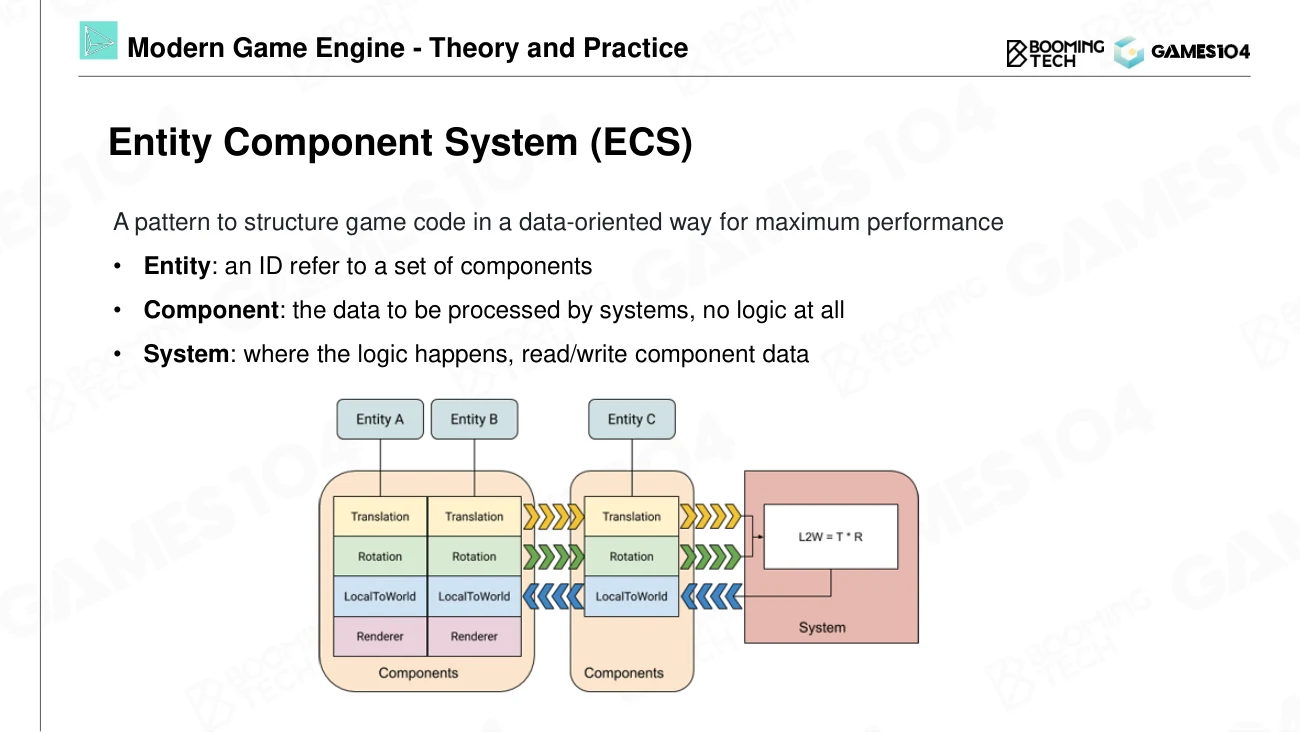 Modern Game Engine - Theory and Practice
BOOMING
TECH
GAMES104
Entity Component System (ECS)
A pattern to structure game code in a data-oriented way for maximum performance
• Entity: an ID refer to a set of components
• Component: the data to be processed by systems, no logic at all
• System: where the logic happens, read/write component data
Entity A
Entity B
Entity C
Translation
Translation
Translation
Rotation
Rotation
Rotation
L2W = T * R
LocalToWorld
LocalToWorld
LocalToWorld
Renderer
Renderer
System
Components
Components